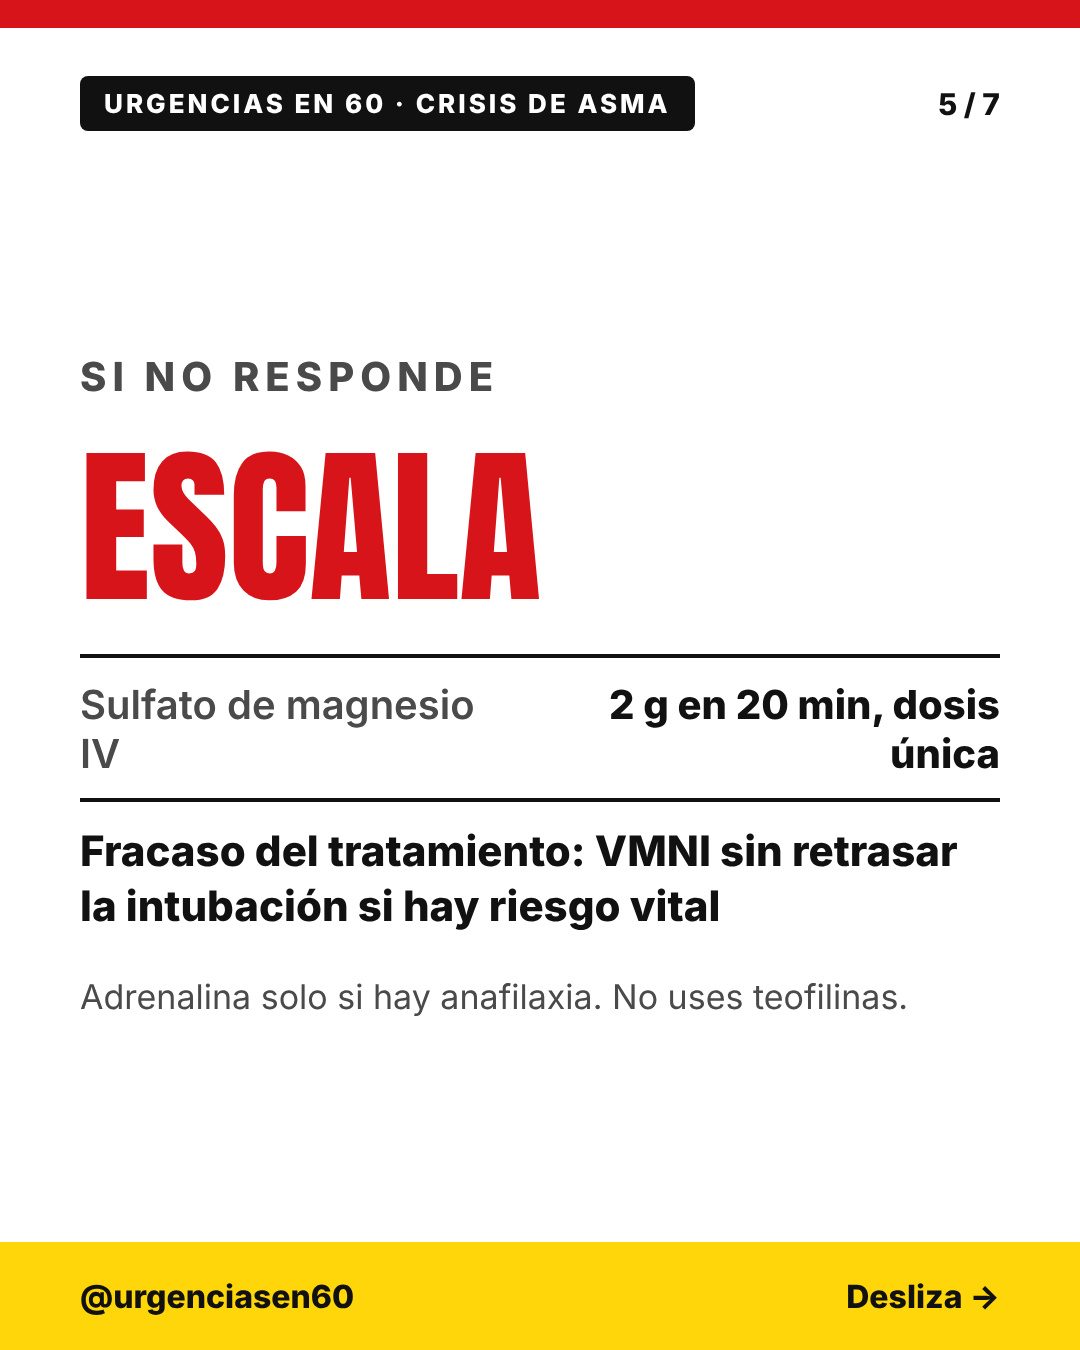 URGENCIAS EN 60 · CRISIS DE ASMA
5 / 7
SI NO RESPONDE
ESCALA
Sulfato de magnesio
IV
2 g en 20 min, dosis
única
Fracaso del tratamiento: VMNI sin retrasar
la intubación si hay riesgo vital
Adrenalina solo si hay anafilaxia. No uses teofilinas.
@urgenciasen60
Desliza →